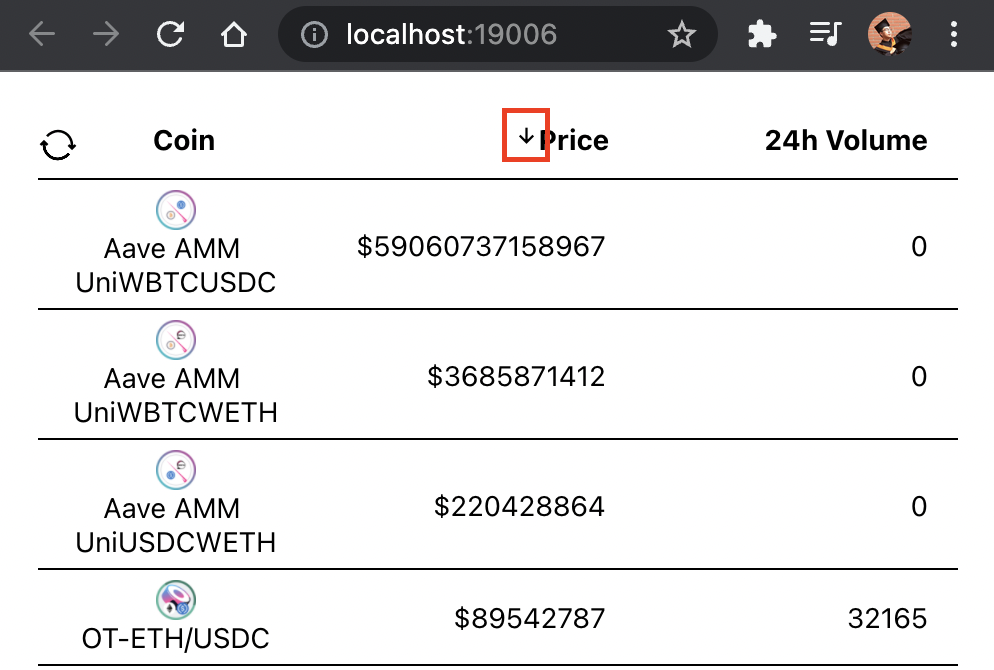 localhost:19006
Coin ↓ Price 24h Volume
Aave AMM
UniWBTCUSDC $59060737158967 0
Aave AMM
UniWBTCWETH $3685871412 0
Aave AMM
UniUSDCWETH $220428864 0
OT-ETH/USDC $89542787 32165